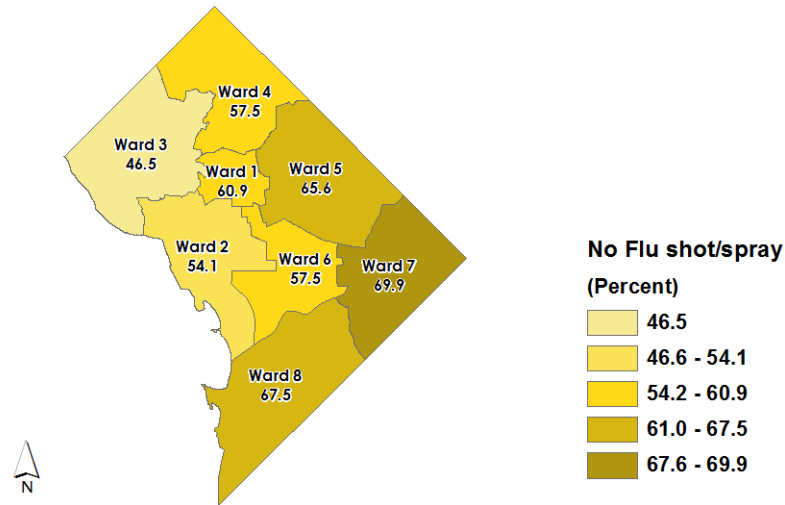 Ward 4
57.5
Ward 3
46.5
Ward 1
60.9
Ward 5
65.6
Ward 2
54.1
Ward 6
57.5
Ward 7
69.9
Ward 8
67.5
No Flu shot/spray
(Percent)
46.5
46.6 - 54.1
54.2 - 60.9
61.0 - 67.5
67.6 - 69.9
N